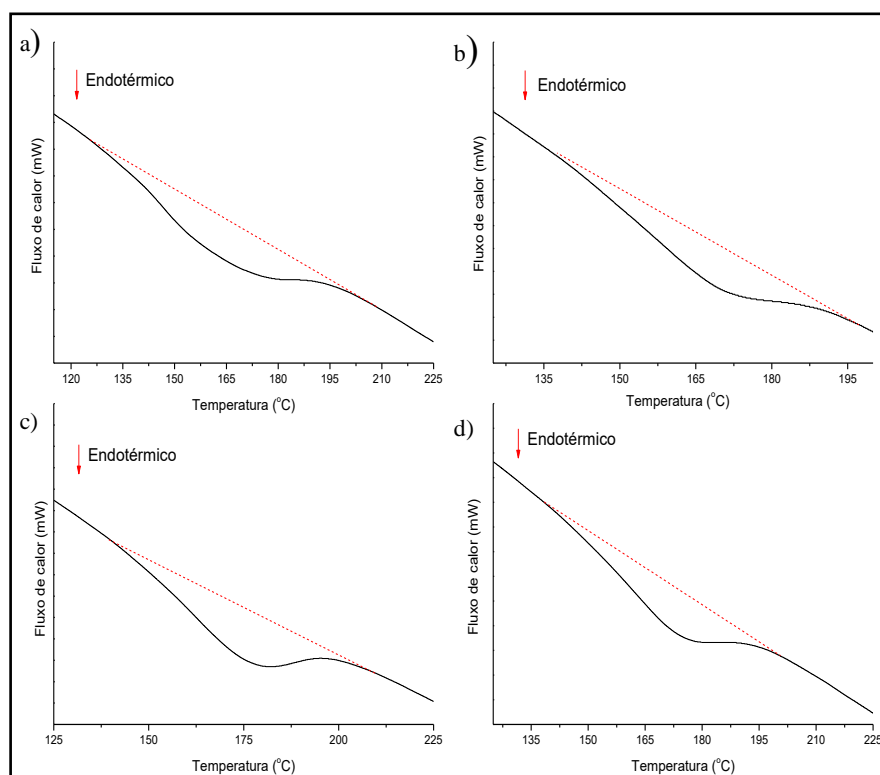 a)
Endotérmico
Fluxo de calor (mW)
120 135 150 165 180 195 210 225
Temperatura (°C)
b)
Endotérmico
Fluxo de calor (mW)
135 150 165 180 195
Temperatura (°C)
c)
Endotérmico
Fluxo de calor (mW)
125 150 175 200 225
Temperatura (°C)
d)
Endotérmico
Fluxo de calor (mW)
135 150 165 180 195 210 225
Temperatura (°C)